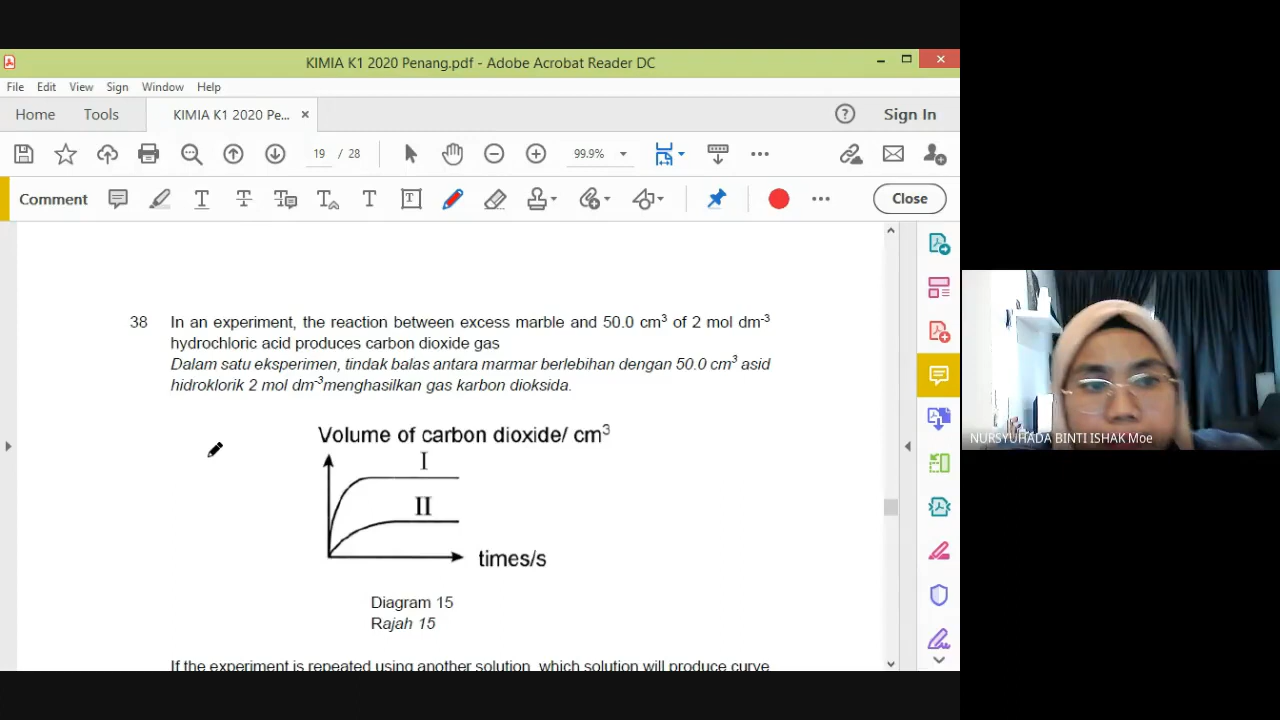 KIMIA K1 2020 Penang.pdf - Adobe Acrobat Reader DC
File Edit View Sign Window Help
Home Tools KIMIA K1 2020 Pe... × Sign In
19 / 28 99.9%
Comment Close
38 In an experiment, the reaction between excess marble and 50.0 cm³ of 2 mol dm⁻³
hydrochloric acid produces carbon dioxide gas
Dalam satu eksperimen, tindak balas antara marmar berlebihan dengan 50.0 cm³ asid
hidroklorik 2 mol dm⁻³menghasilkan gas karbon dioksida.
Volume of carbon dioxide/ cm³
I
II
times/s
Diagram 15
Rajah 15
If the experiment is repeated using another solution, which solution will produce curve
NURSYUHADA BINTI ISHAK Moe